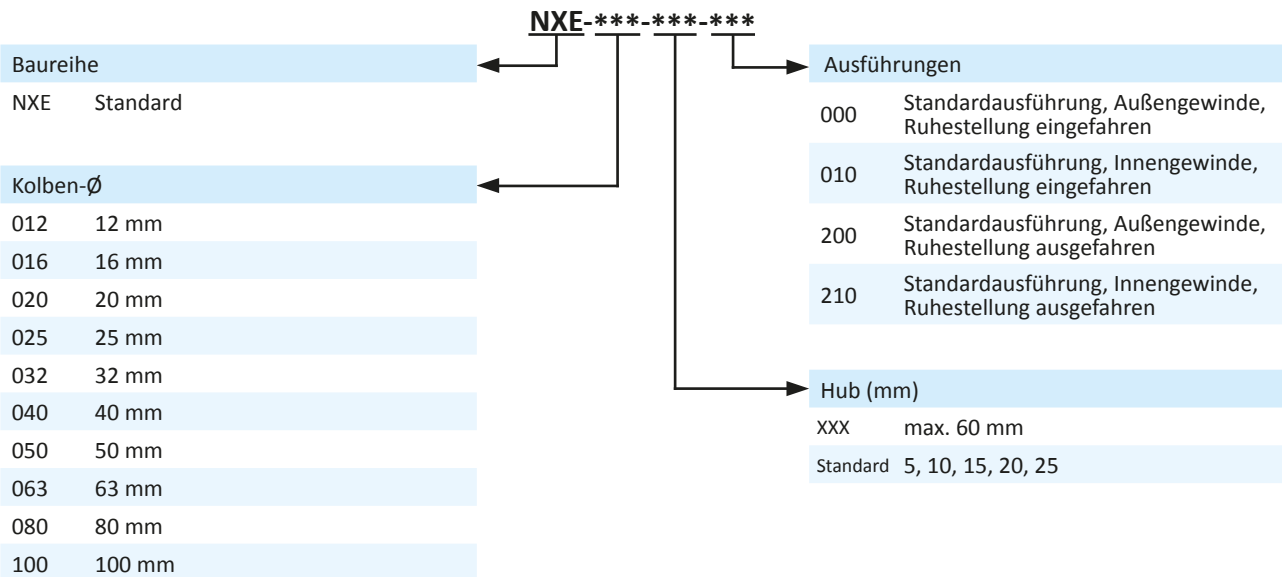 NXE-***-***-***
Baureihe
NXE Standard
Kolben-Ø
012 12 mm
016 16 mm
020 20 mm
025 25 mm
032 32 mm
040 40 mm
050 50 mm
063 63 mm
080 80 mm
100 100 mm
Ausführungen
000 Standardausführung, Außengewinde,
Ruhestellung eingefahren
010 Standardausführung, Innengewinde,
Ruhestellung eingefahren
200 Standardausführung, Außengewinde,
Ruhestellung ausgefahren
210 Standardausführung, Innengewinde,
Ruhestellung ausgefahren
Hub (mm)
XXX max. 60 mm
Standard 5, 10, 15, 20, 25